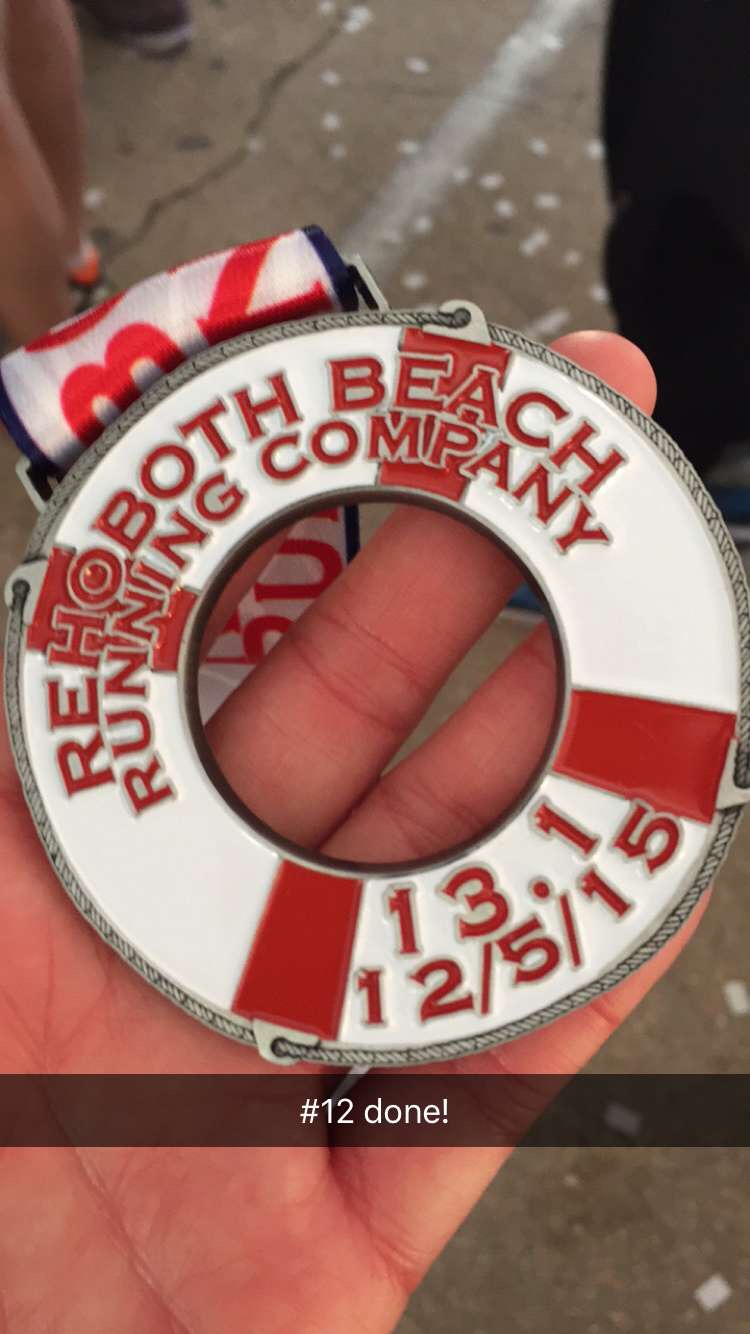 REHOBOTH BEACH
RUNNING COMPANY
13.1
12/5/15
#12 done!